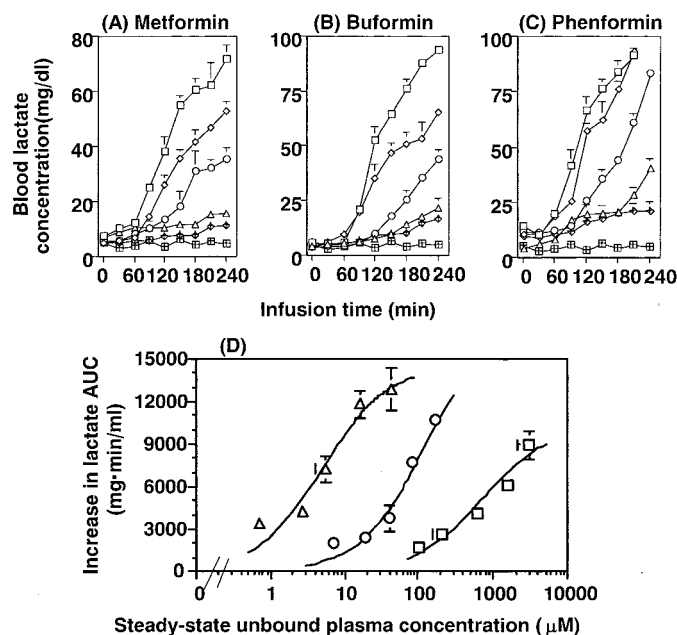 (A) Metformin
(B) Buformin
(C) Phenformin
Blood lactate
concentration(mg/dl)
80
60
40
20
0
100
75
50
25
0
100
75
50
25
0
0 60 120 180 240
0 60 120 180 240
0 60 120 180 240
Infusion time (min)
(D)
Increase in lactate AUC
(mg·min/ml)
15000
12000
9000
6000
3000
0
0 1 10 100 1000 10000
Steady-state unbound plasma concentration ( μM)